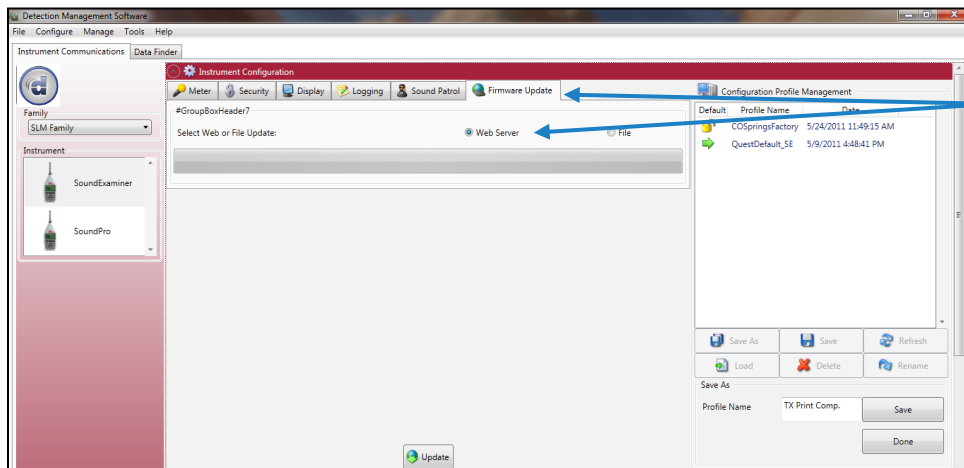 Detection Management Software
File Configure Manage Tools Help
Instrument Communications Data Finder
Family
SLM Family
Instrument
SoundExaminer
SoundPro
Instrument Configuration
Meter Security Display Logging Sound Patrol Firmware Update
#GroupBoxHeader7
Select Web or File Update: Web Server File
Update
Configuration Profile Management
Default Profile Name Date
COSpringsFactory 5/24/2011 11:49:15 AM
QuestDefault_SE 5/9/2011 4:48:41 PM
Save As Save Refresh
Load Delete Rename
Save As
Profile Name TX Print Comp. Save
Done